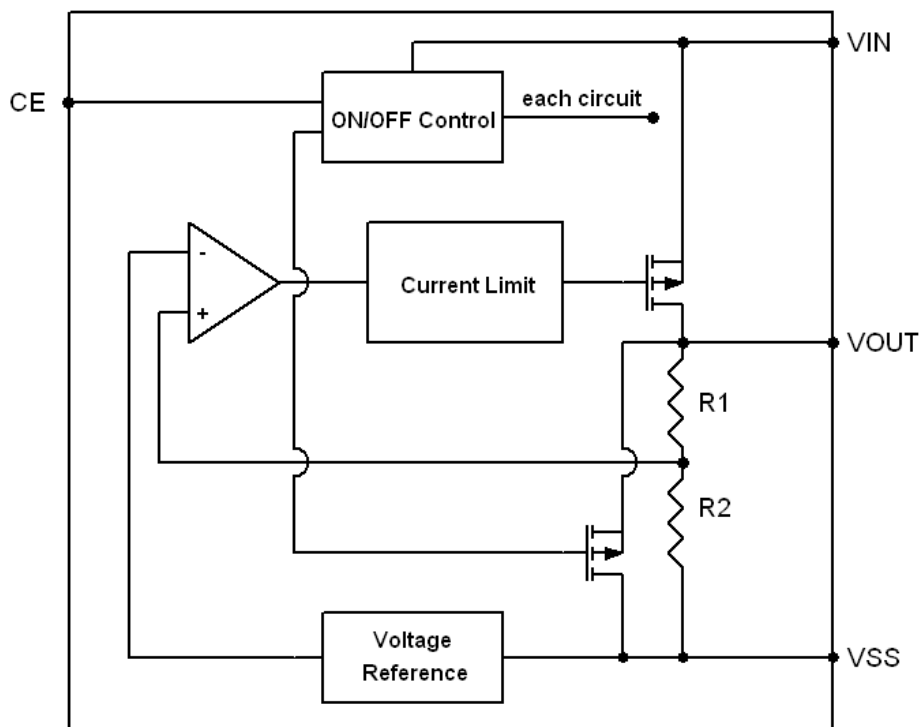 VIN
CE
ON/OFF Control
each circuit
-
+
Current Limit
VOUT
R1
R2
Voltage
Reference
VSS